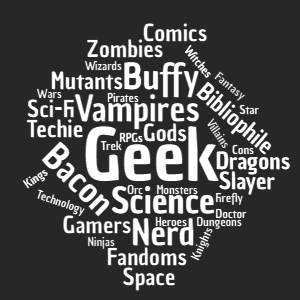 Comics
Zombies
Witches
Wizards
Buffy
Fantasy
Mutants
Bibliophile
Wars
Pirates
Sci-fi
Vampires
Star
Villains
Techie
RPGs
Gods
Trek
Geek
Cons
Dragons
Bacon
Kings
Slayer
Orc
Monsters
Technology
Science
Firefly
Doctor
Gamers
Nerd
Heroes
Dungeons
Ninjas
Knights
Fandoms
Space